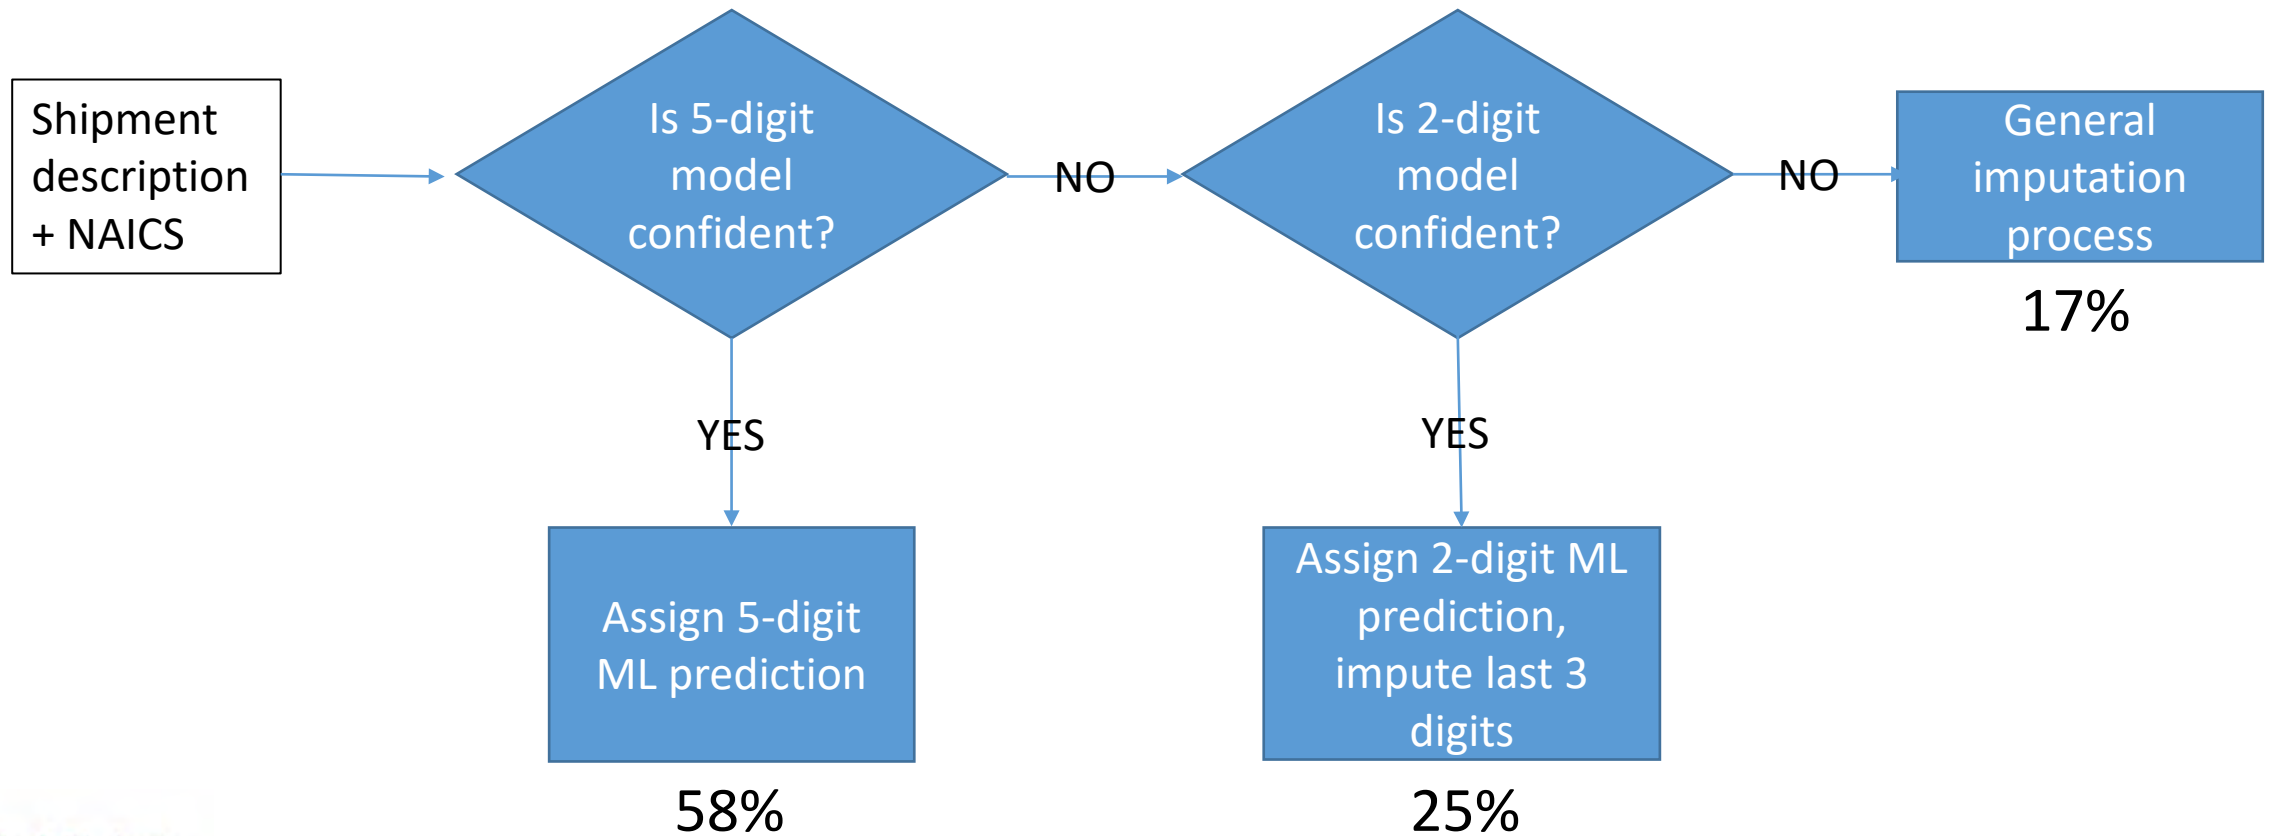 Shipment
description
+ NAICS
Is 5-digit
model
confident?
NO
Is 2-digit
model
confident?
NO
General
imputation
process
17%
YES
YES
Assign 5-digit
ML prediction
58%
Assign 2-digit ML
prediction,
impute last 3
digits
25%